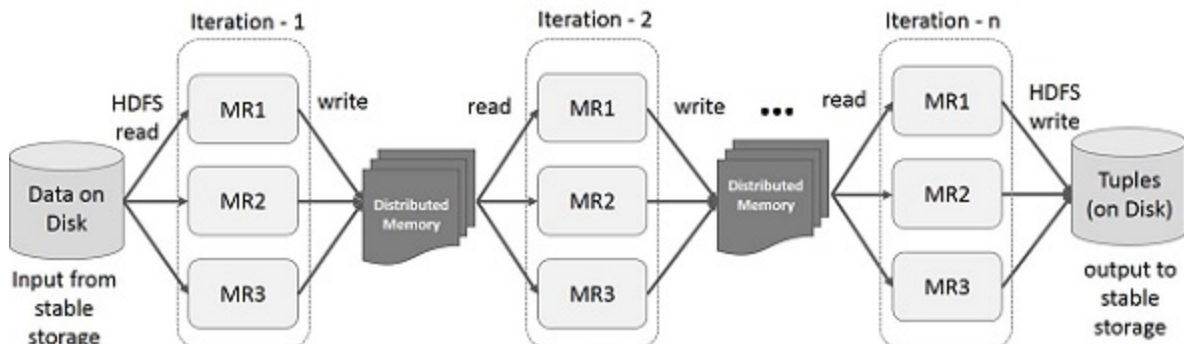 Iteration - 1
Iteration - 2
Iteration - n
HDFS
read
MR1
MR2
MR3
write
Data on
Disk
Input from
stable
storage
Distributed
Memory
read
MR1
MR2
MR3
write
...
Distributed
Memory
read
MR1
MR2
MR3
HDFS
write
Tuples
(on Disk)
output to
stable
storage